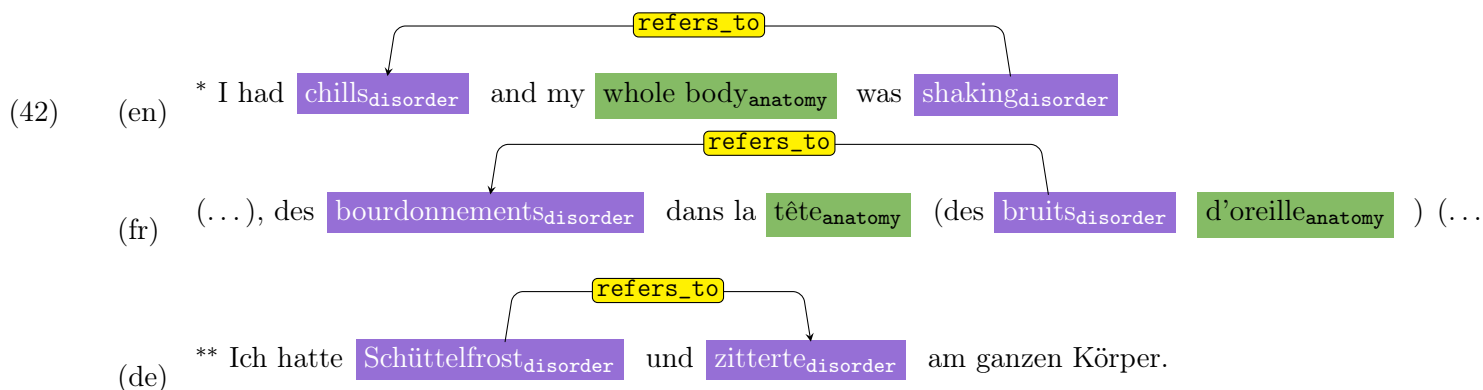 refers_to
(42) (en) * I had chills disorder and my whole body anatomy was shaking disorder
refers_to
(fr) (...), des bourdonnements disorder dans la tête anatomy (des bruits disorder d'oreille anatomy ) (...
refers_to
(de) ** Ich hatte Schüttelfrost disorder und zitterte disorder am ganzen Körper.